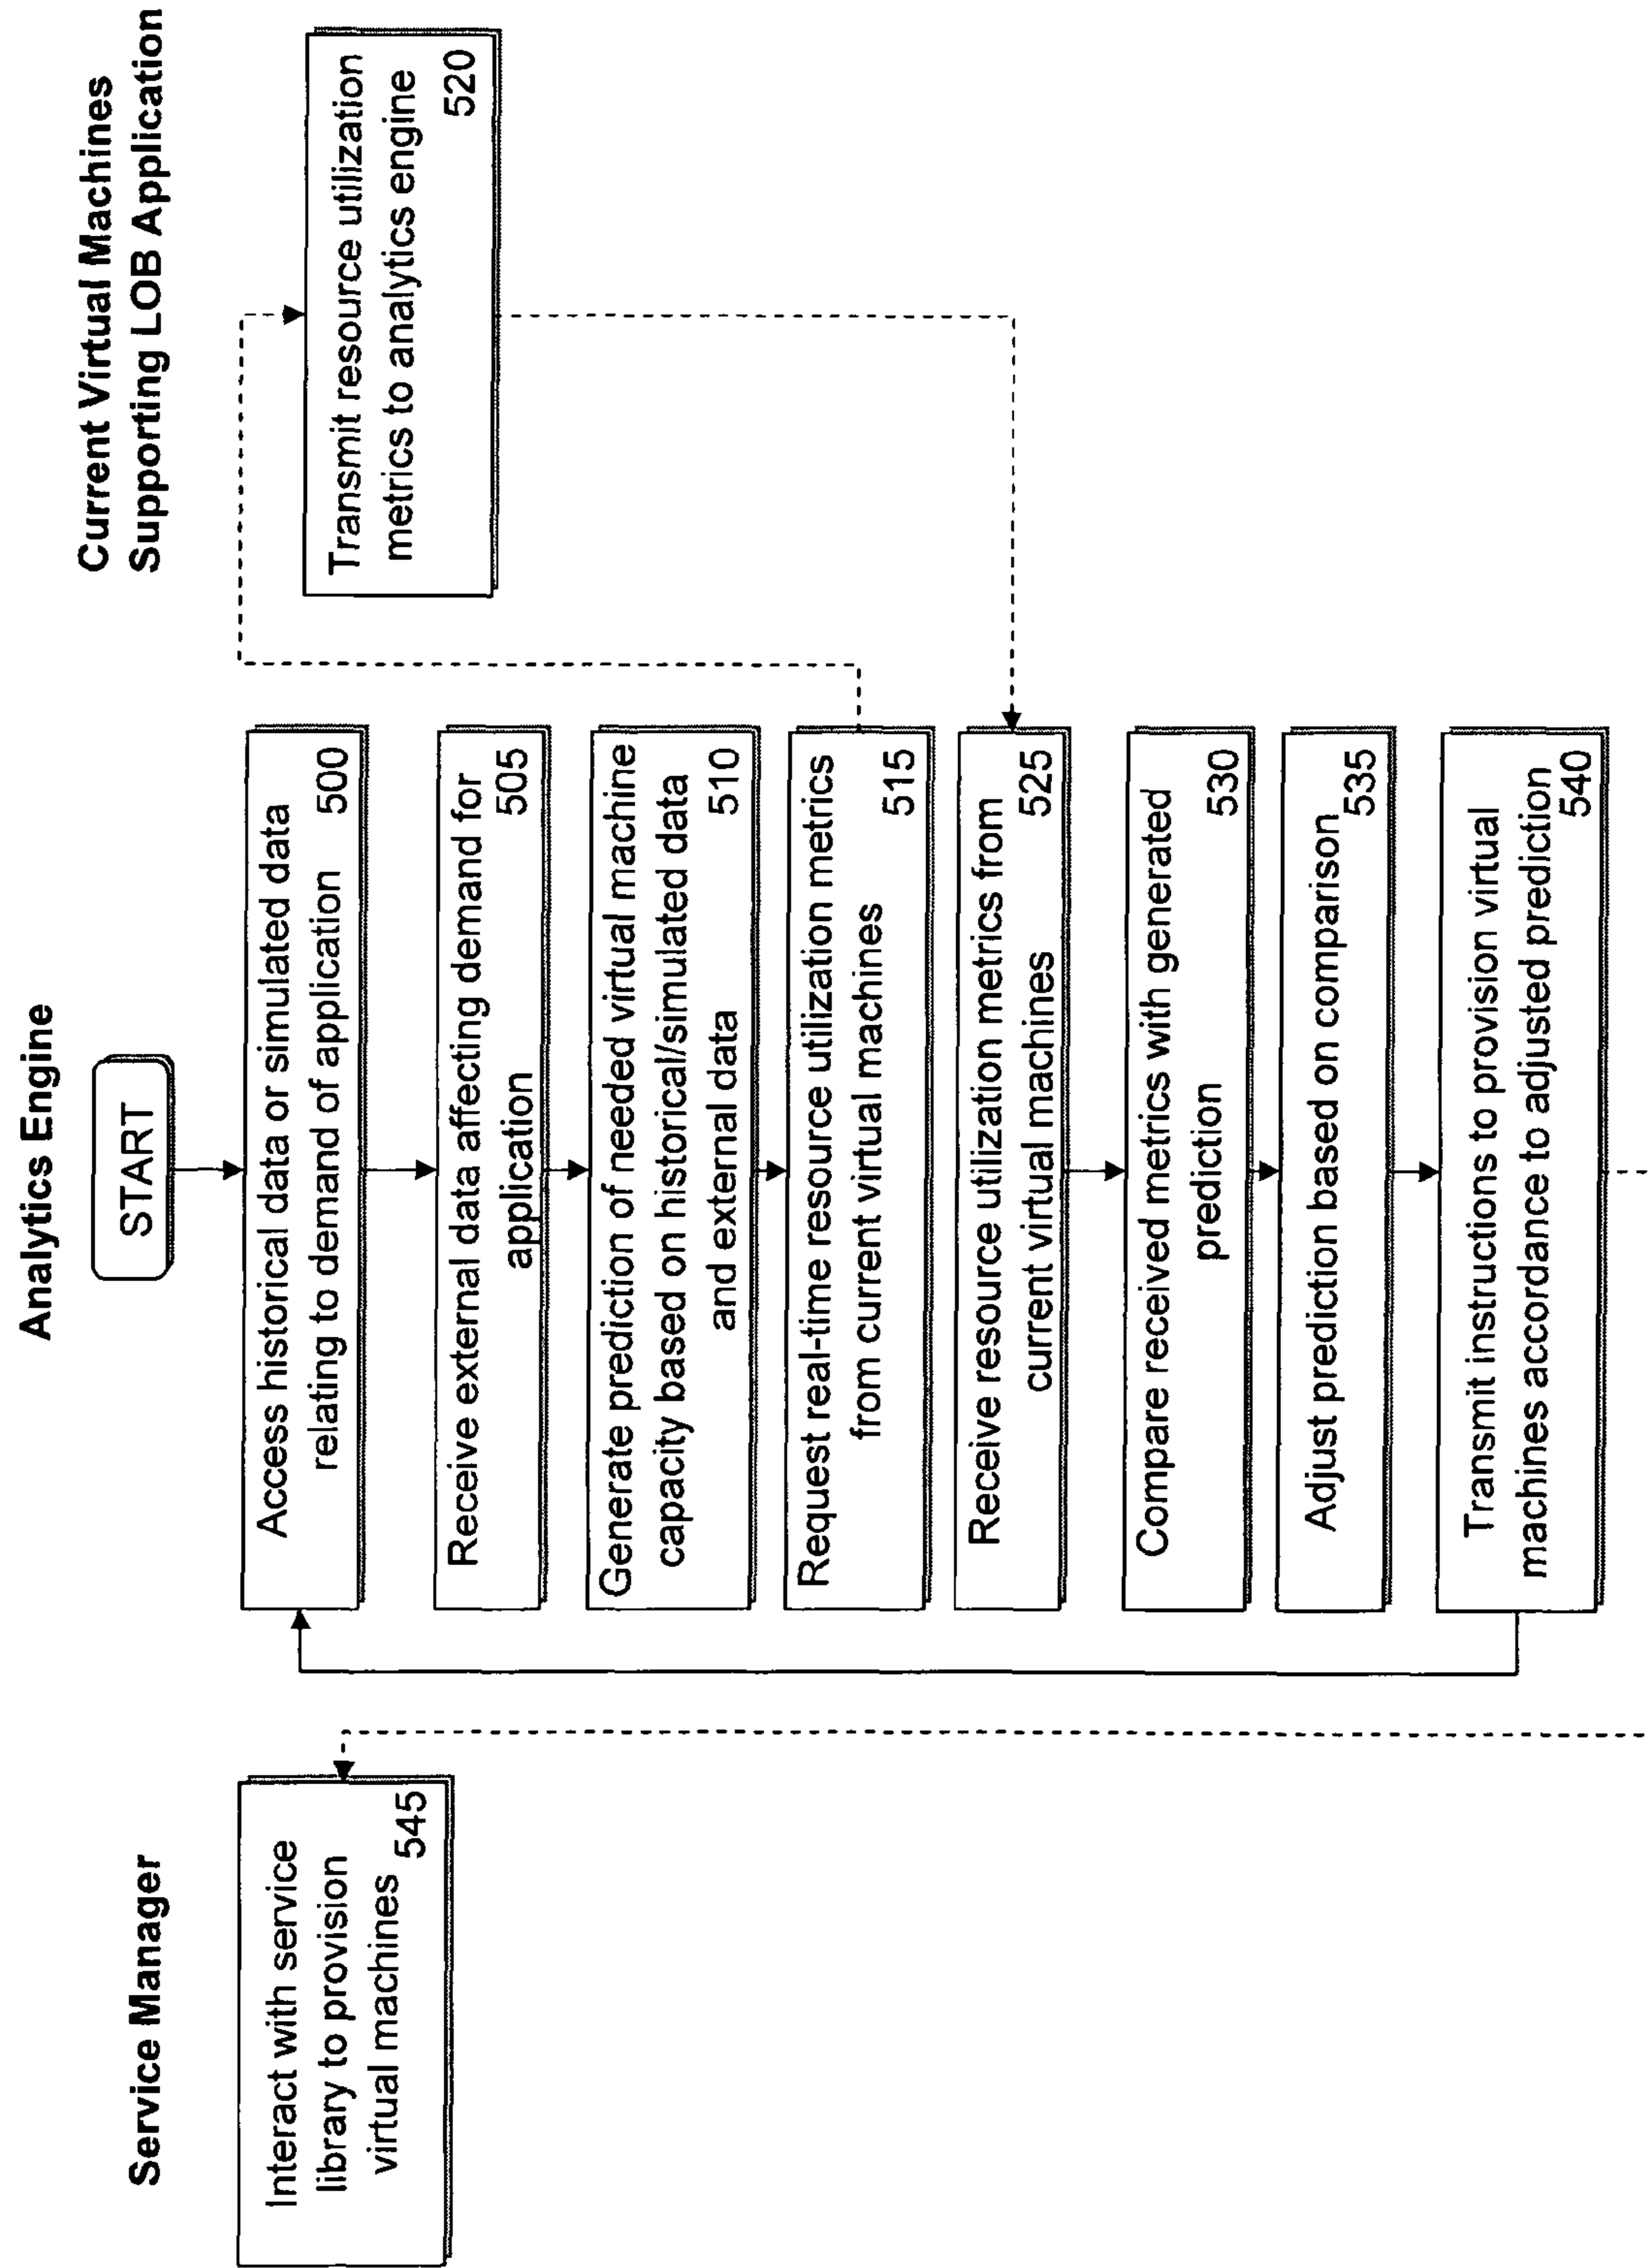 Service Manager
Interact with service
library to provision
virtual machines 545
Analytics Engine
START
Access historical data or simulated data
relating to demand of application 500
Receive external data affecting demand for
application 505
Generate prediction of needed virtual machine
capacity based on historical/simulated data
and external data 510
Request real-time resource utilization metrics
from current virtual machines 515
Receive resource utilization metrics from
current virtual machines 525
Compare received metrics with generated
prediction 530
Adjust prediction based on comparison
535
Transmit instructions to provision virtual
machines accordance to adjusted prediction
540
Current Virtual Machines
Supporting LOB Application
Transmit resource utilization
metrics to analytics engine
520